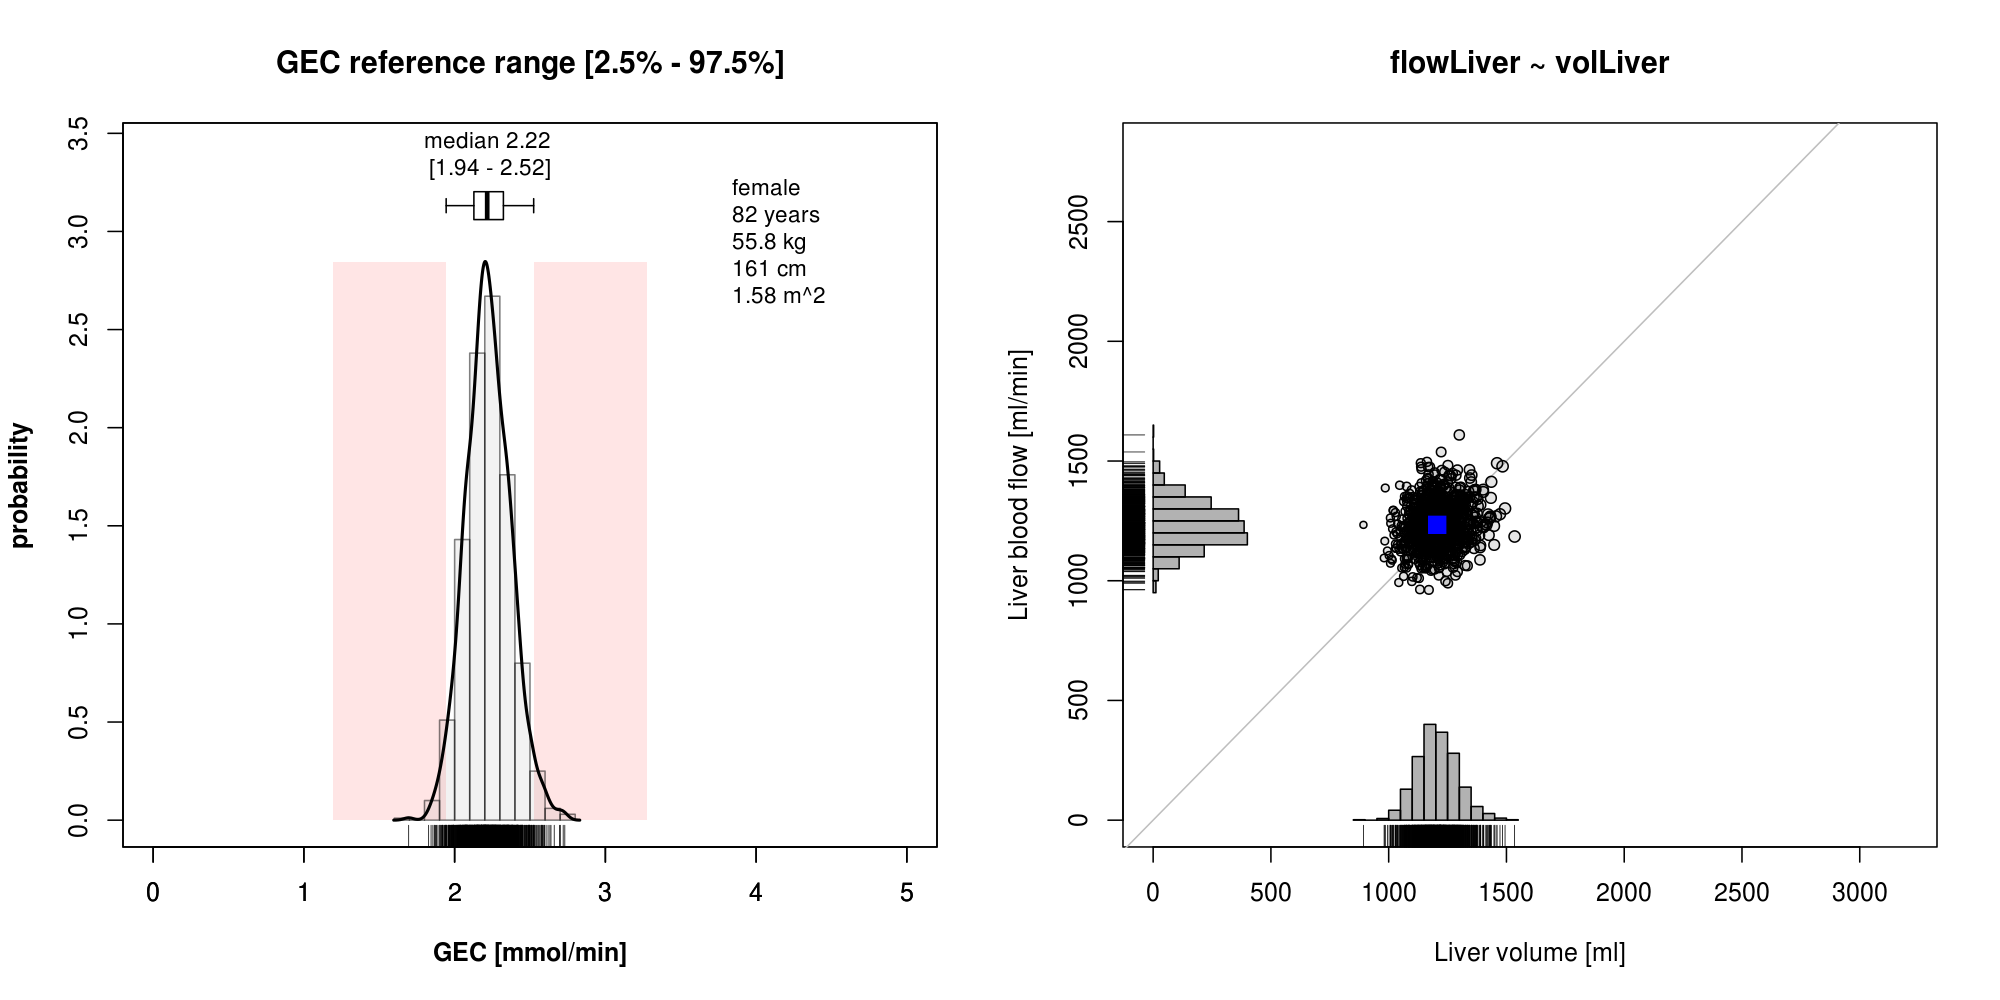 GEC reference range [2.5% - 97.5%]
median 2.22
[1.94 - 2.52]
female
82 years
55.8 kg
161 cm
1.58 m^2
probability
3.5
3.0
2.5
2.0
1.5
1.0
0.5
0.0
0 1 2 3 4 5
GEC [mmol/min]
flowLiver ~ volLiver
Liver blood flow [ml/min]
2500
2000
1500
1000
500
0
0 500 1000 1500 2000 2500 3000
Liver volume [ml]